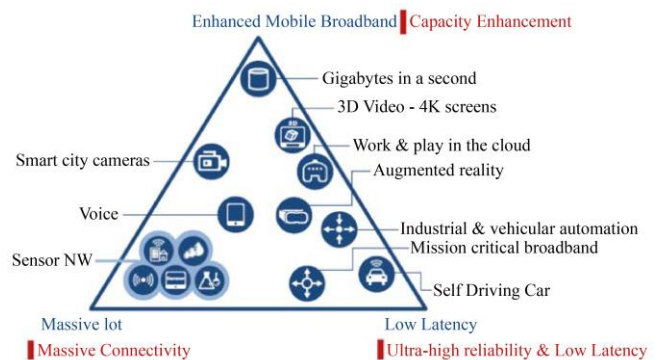 Enhanced Mobile Broadband Capacity Enhancement
Gigabytes in a second
3D Video - 4K screens
3D
Work & play in the cloud
Smart city cameras
Augmented reality
Voice
Industrial & vehicular automation
Mission critical broadband
Sensor NW
Self Driving Car
Massive lot
Low Latency
Massive Connectivity
Ultra-high reliability & Low Latency